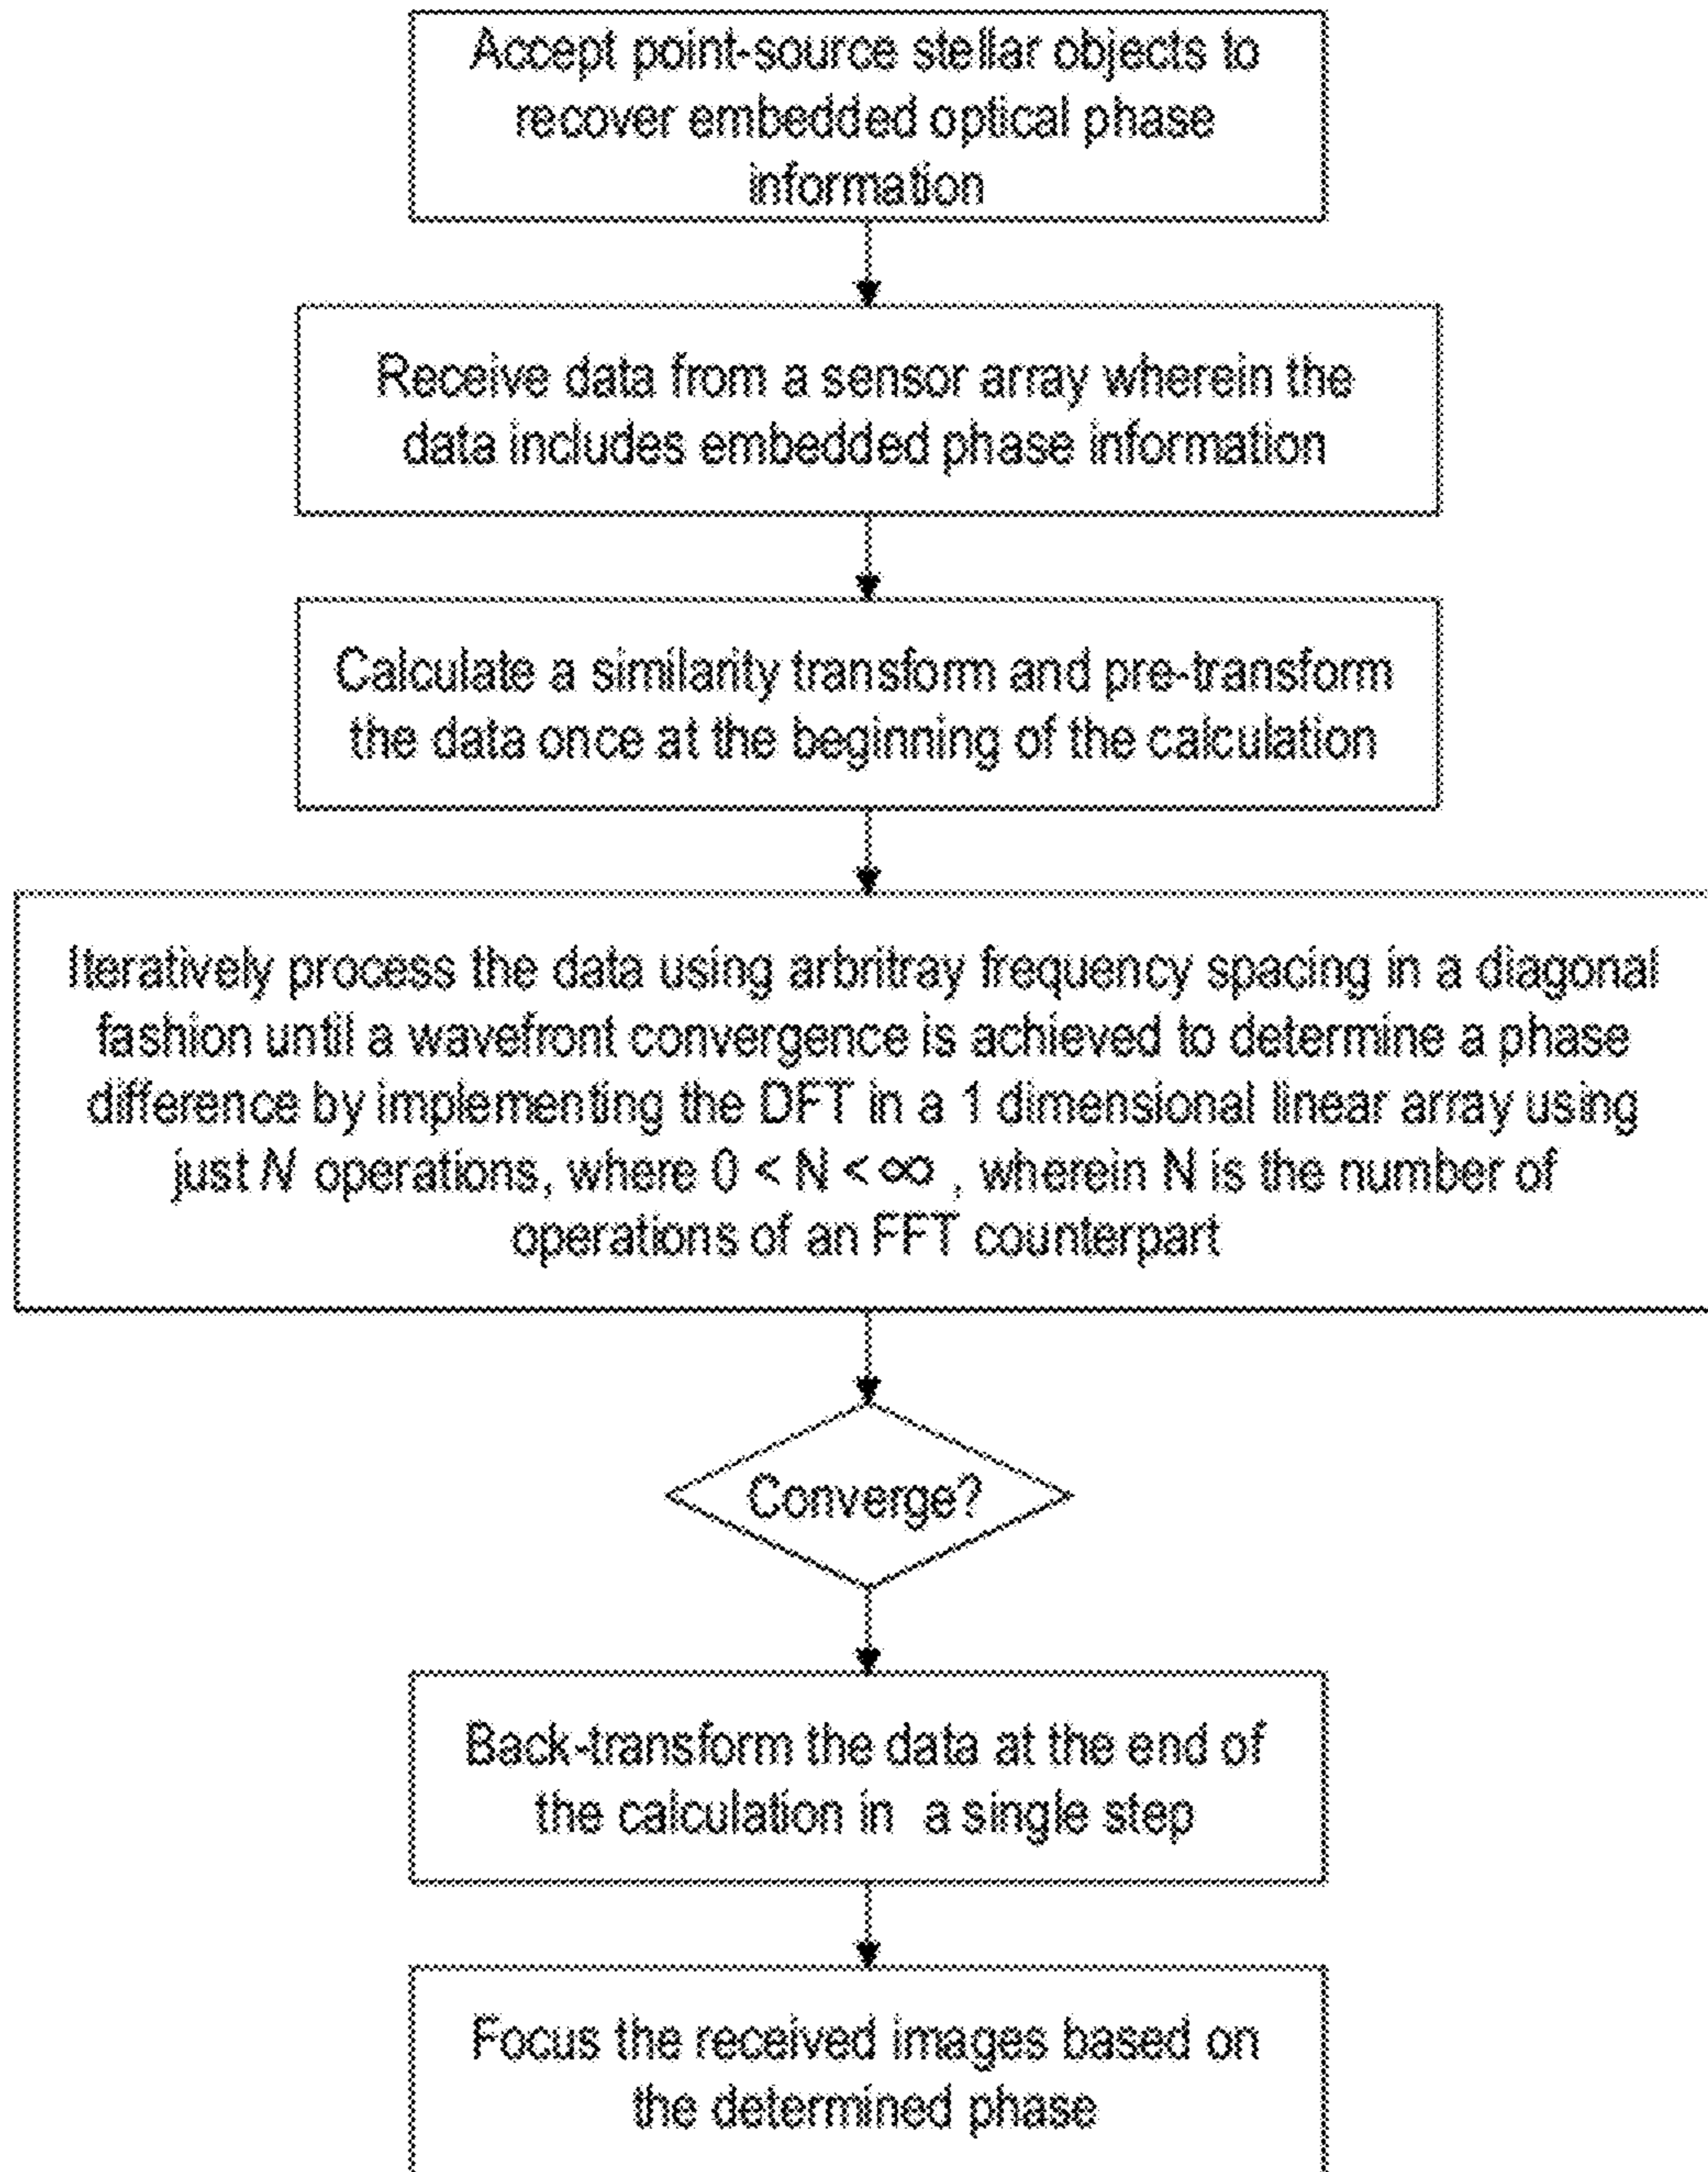 Accept point-source stellar objects to
recover embedded optical phase
information
Receive data from a sensor array wherein the
data includes embedded phase information
Calculate a similarity transform and pre-transform
the data once at the beginning of the calculation
Iteratively process the data using arbritray frequency spacing in a diagonal
fashion until a wavefront convergence is achieved to determine a phase
difference by implementing the DFT in a 1 dimensional linear array using
just N operations, where 0 < N < ∞ , wherein N is the number of
operations of an FFT counterpart
Converge?
Back-transform the data at the end of
the calculation in a single step
Focus the received images based on
the determined phase